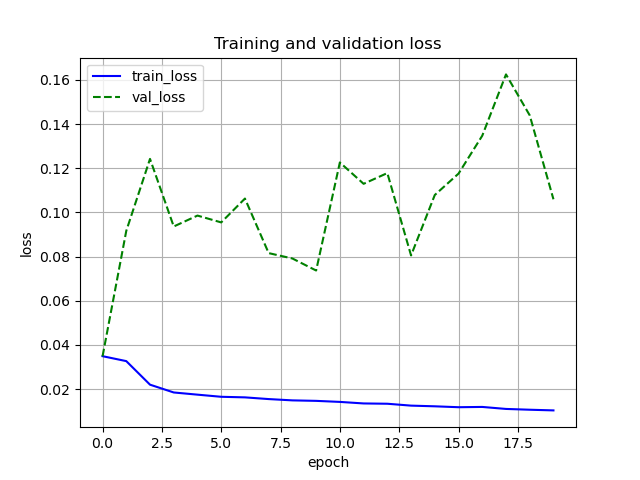 Training and validation loss
train_loss
val_loss
0.16
0.14
0.12
0.10
0.08
0.06
0.04
0.02
loss
0.0 2.5 5.0 7.5 10.0 12.5 15.0 17.5
epoch